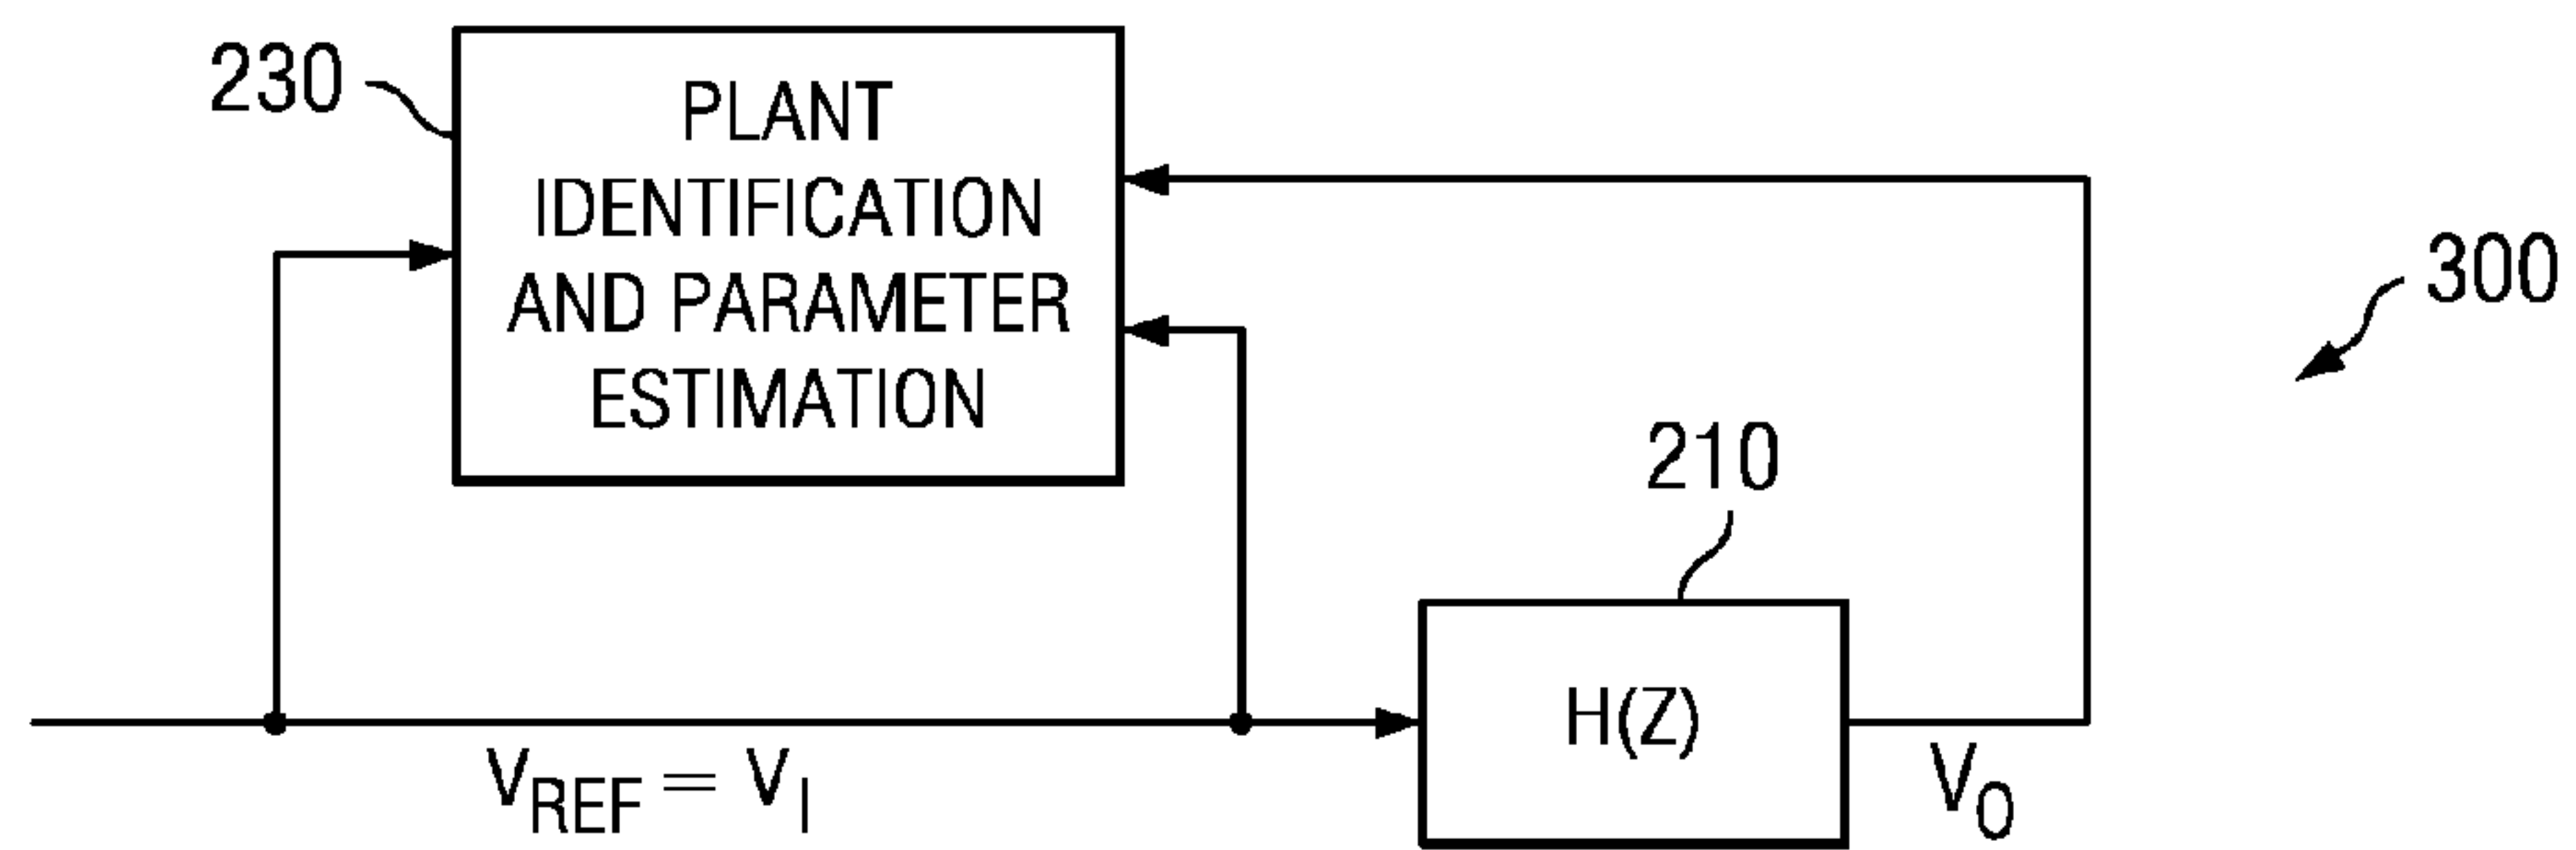 230
PLANT
IDENTIFICATION
AND PARAMETER
ESTIMATION
300
210
H(Z)
VREF = VI
VO